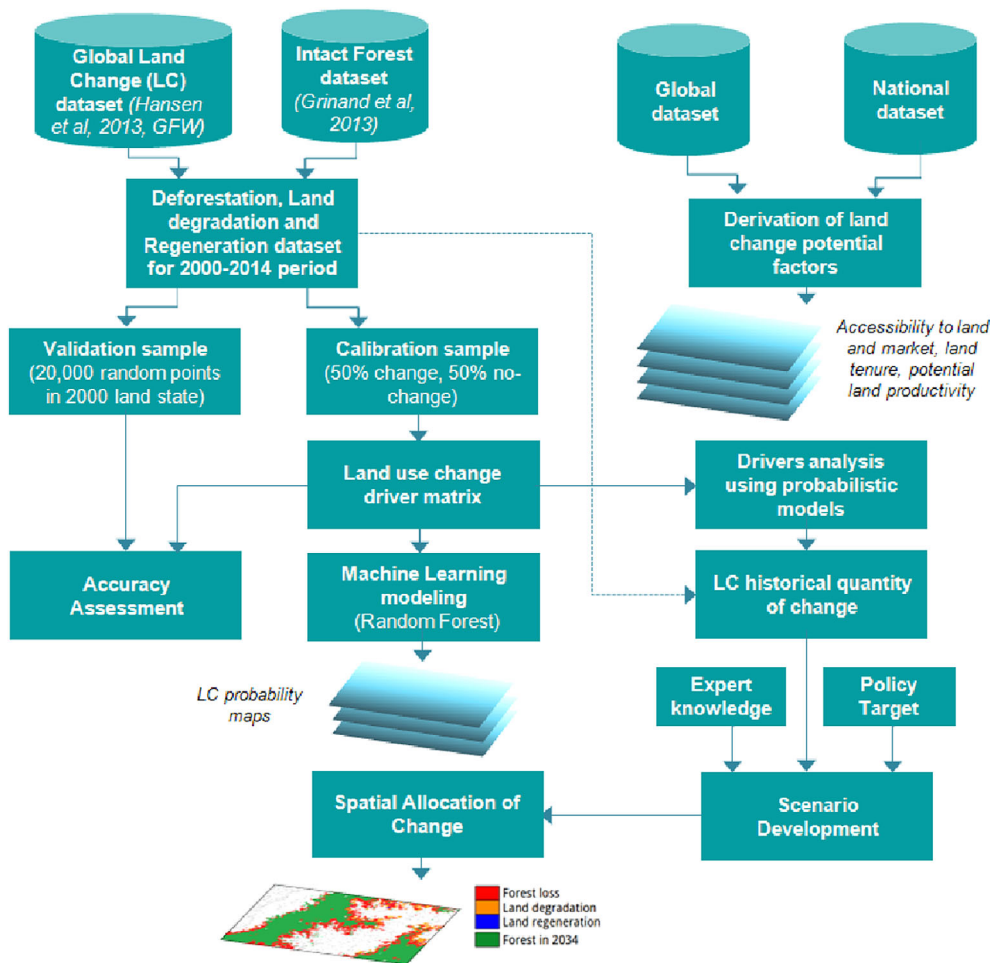 Global Land
Change (LC)
dataset (Hansen
et al, 2013, GFW)
Intact Forest
dataset
(Grinand et al,
2013)
Global
dataset
National
dataset
Deforestation, Land
degradation and
Regeneration dataset
for 2000-2014 period
Derivation of land
change potential
factors
Validation sample
(20,000 random points
in 2000 land state)
Calibration sample
(50% change, 50% no-
change)
Accessibility to land
and market, land
tenure, potential
land productivity
Land use change
driver matrix
Drivers analysis
using probabilistic
models
Accuracy
Assessment
Machine Learning
modeling
(Random Forest)
LC historical quantity
of change
LC probability
maps
Expert
knowledge
Policy
Target
Spatial Allocation of
Change
Scenario
Development
Forest loss
Land degradation
Land regeneration
Forest in 2034